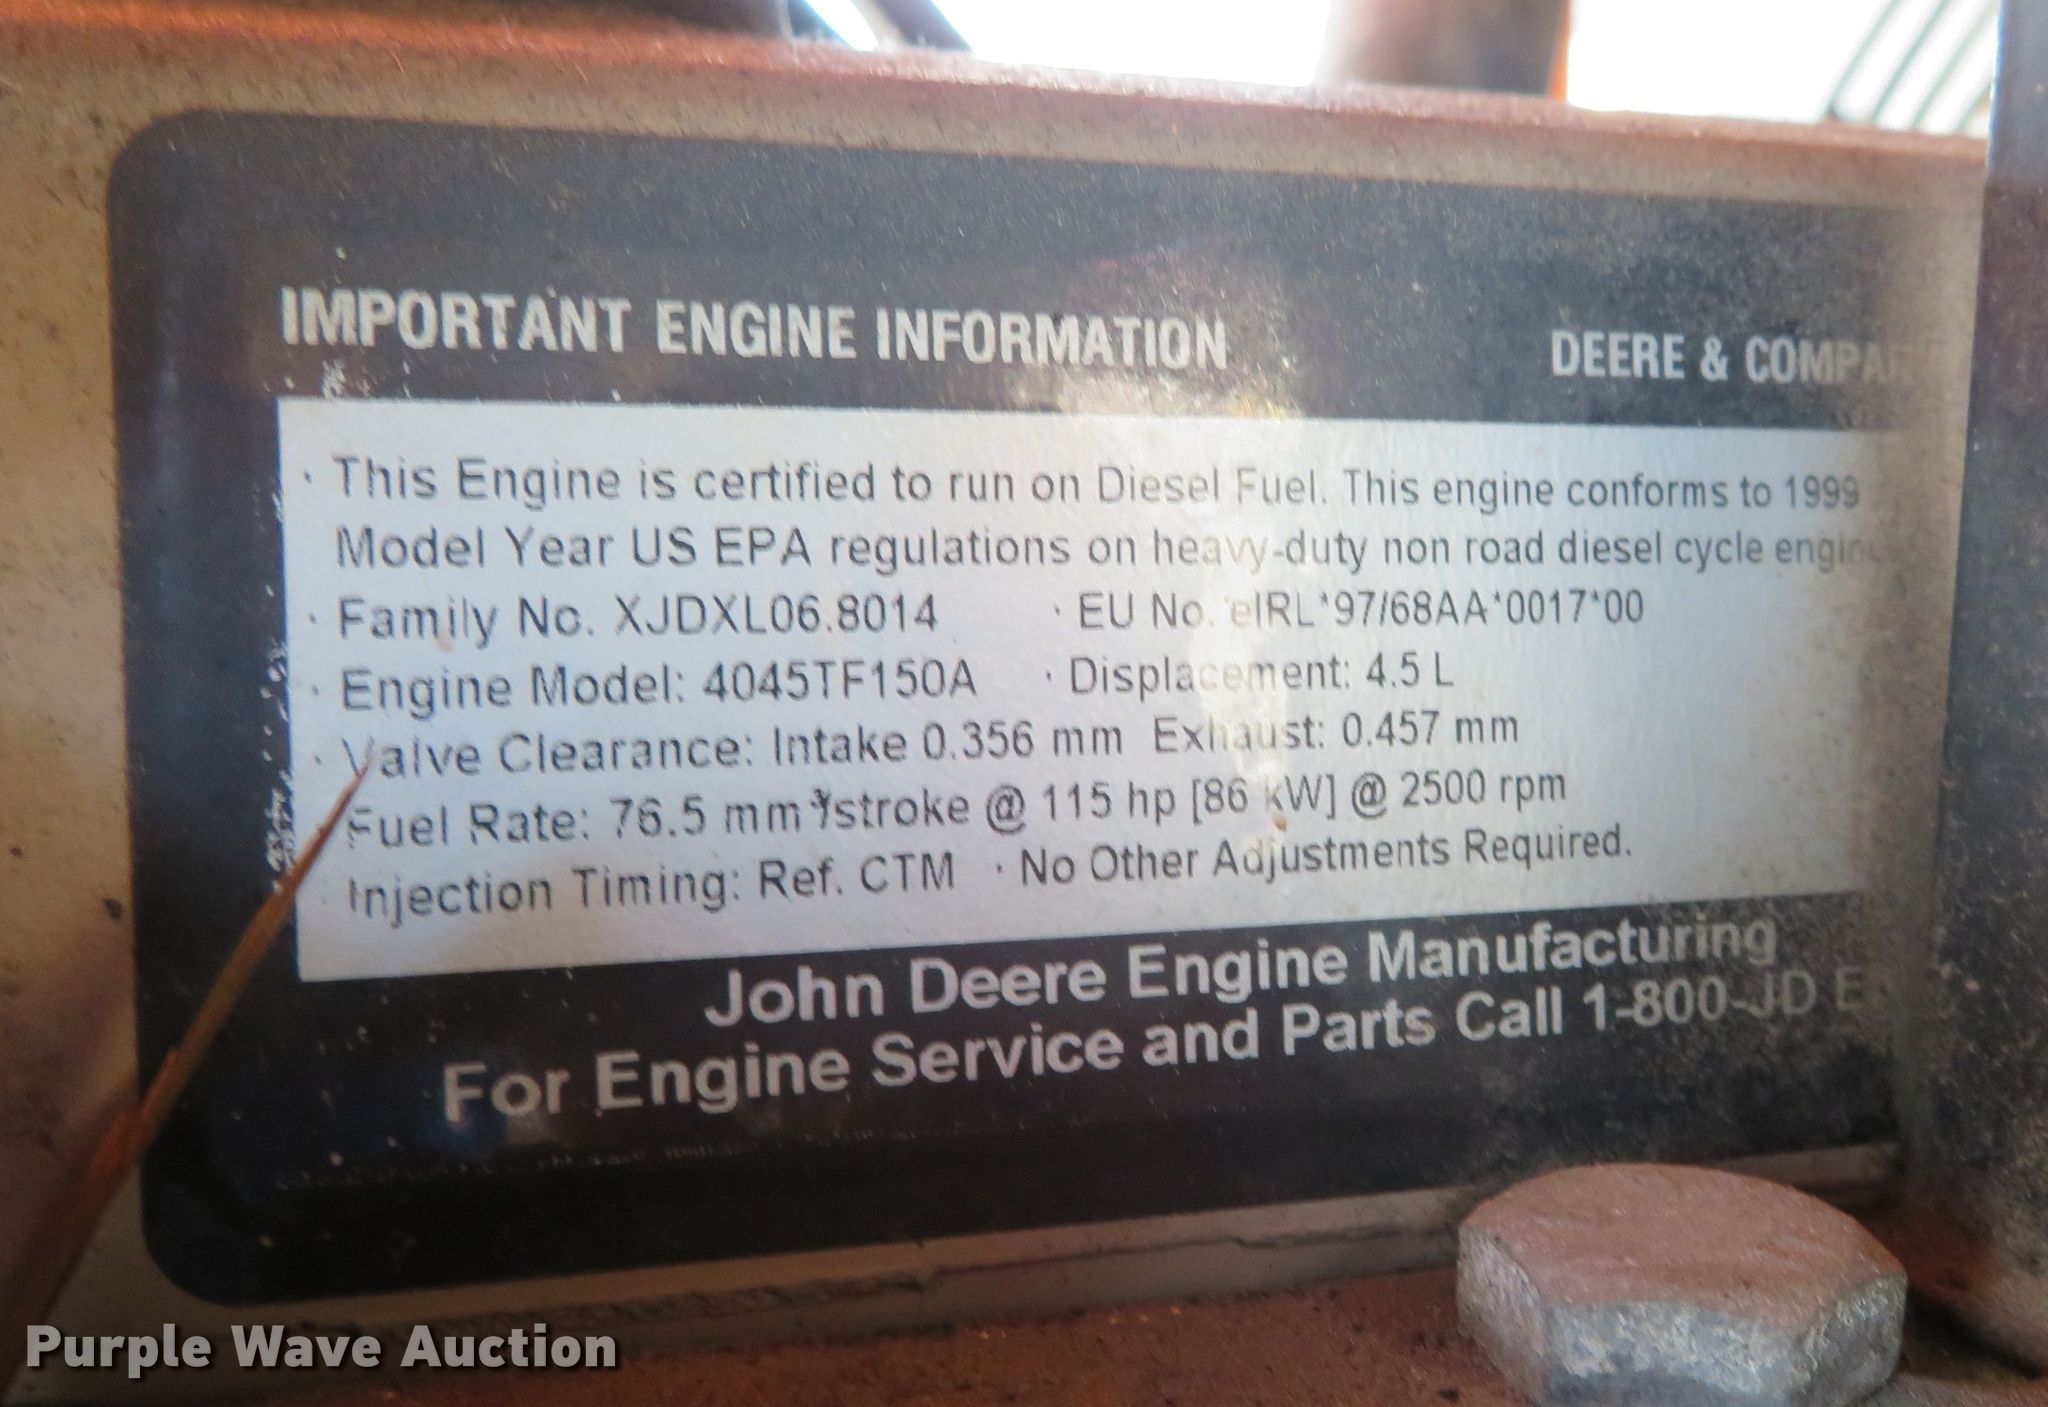 IMPORTANT ENGINE INFORMATION DEERE & COMPA
· This Engine is certified to run on Diesel Fuel. This engine conforms to 1999
Model Year US EPA regulations on heavy-duty non road diesel cycle engine
· Family No. XJDXL06.8014 · EU No. eIRL*97/68AA*0017*00
· Engine Model: 4045TF150A · Displacement: 4.5 L
· Valve Clearance: Intake 0.356 mm Exhaust: 0.457 mm
Fuel Rate: 76.5 mm³/stroke @ 115 hp [86 kW] @ 2500 rpm
Injection Timing: Ref. CTM · No Other Adjustments Required.
John Deere Engine Manufacturing
For Engine Service and Parts Call 1-800-JD E
Purple Wave Auction